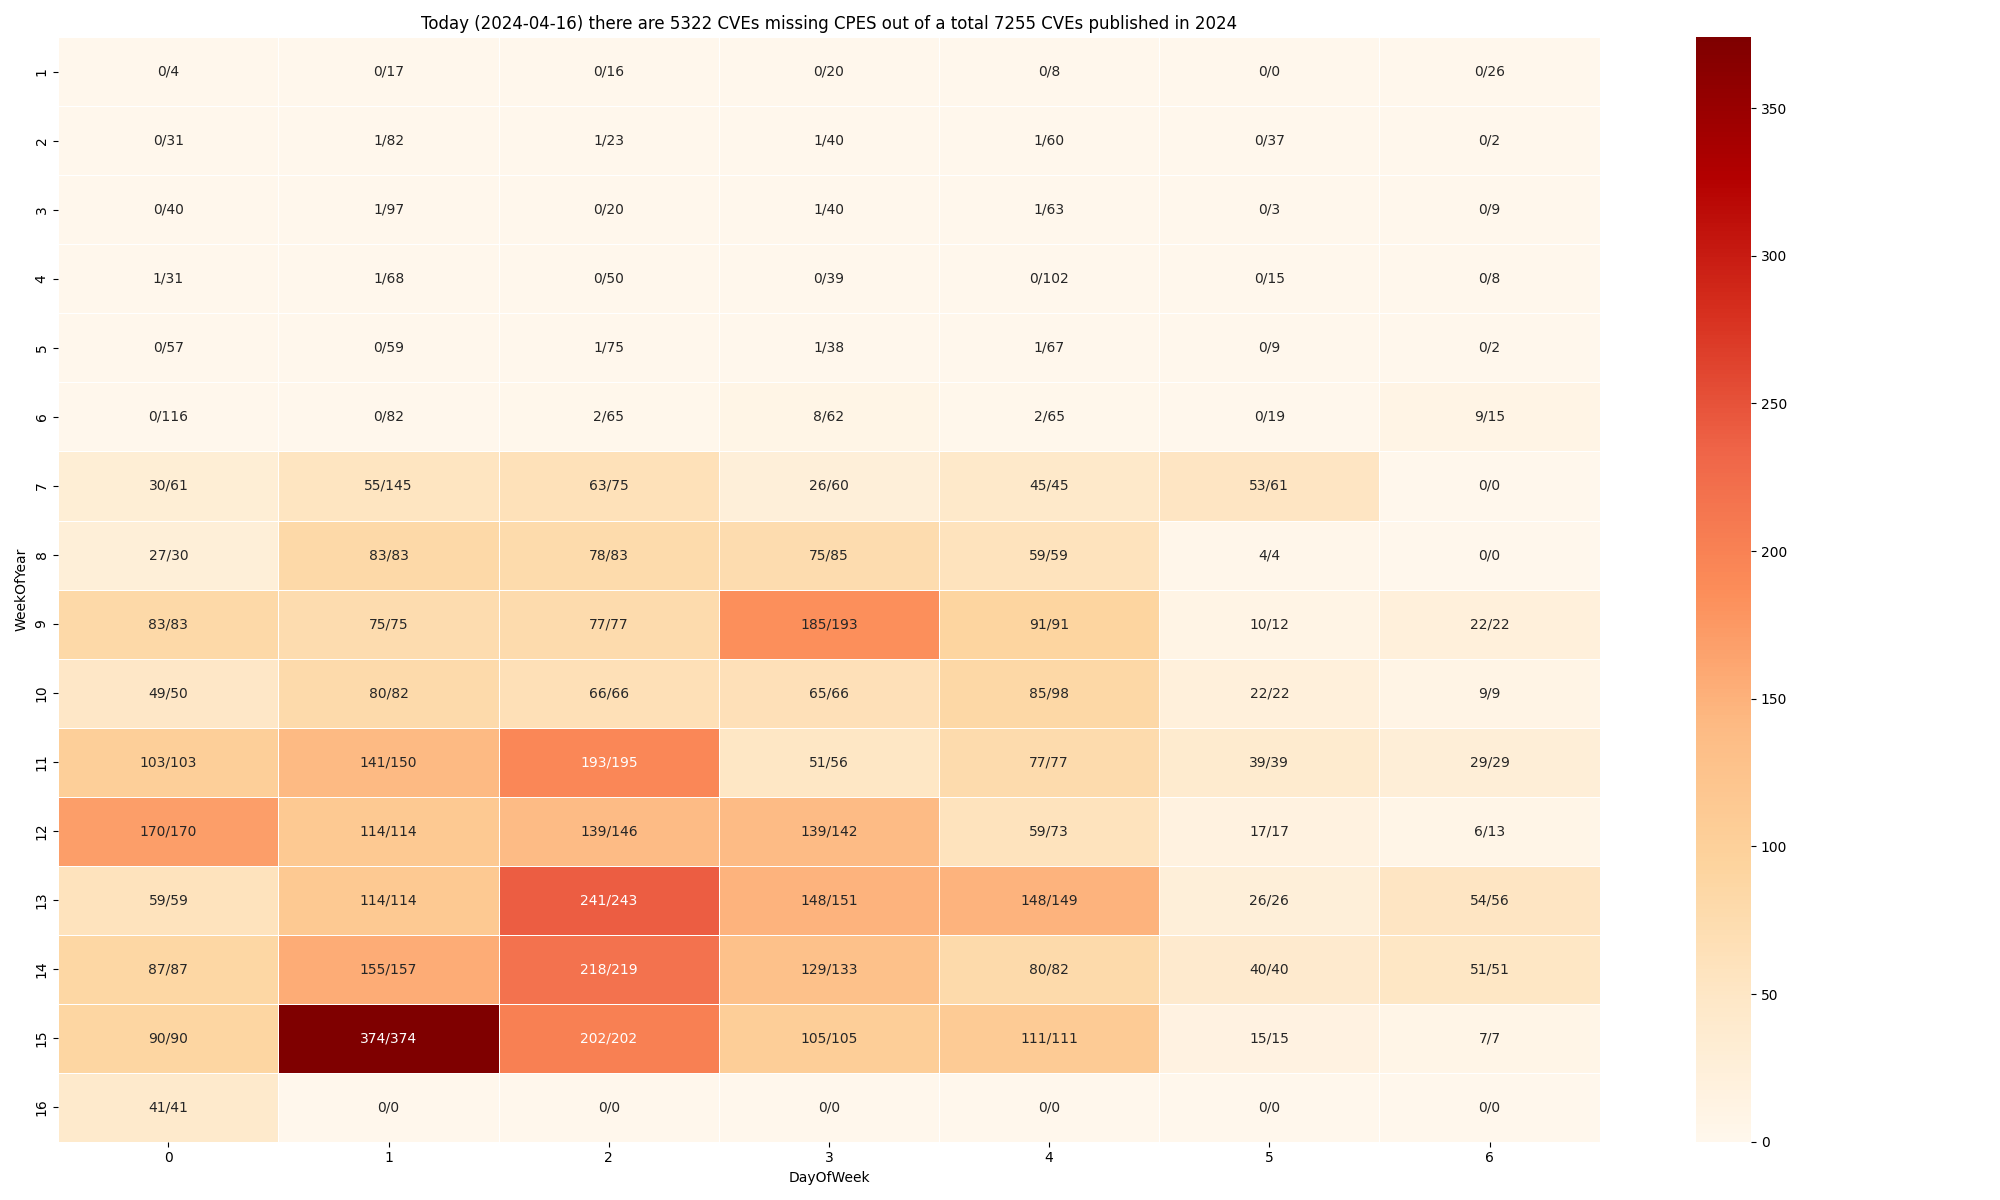 Today (2024-04-16) there are 5322 CVEs missing CPES out of a total 7255 CVEs published in 2024
1 0/4 0/17 0/16 0/20 0/8 0/0 0/26
350
2 0/31 1/82 1/23 1/40 1/60 0/37 0/2
3 0/40 1/97 0/20 1/40 1/63 0/3 0/9
300
4 1/31 1/68 0/50 0/39 0/102 0/15 0/8
5 0/57 0/59 1/75 1/38 1/67 0/9 0/2
250
6 0/116 0/82 2/65 8/62 2/65 0/19 9/15
7 30/61 55/145 63/75 26/60 45/45 53/61 0/0
200
8 27/30 83/83 78/83 75/85 59/59 4/4 0/0
WeekOfYear
9 83/83 75/75 77/77 185/193 91/91 10/12 22/22
10 49/50 80/82 66/66 65/66 85/98 22/22 9/9
150
11 103/103 141/150 193/195 51/56 77/77 39/39 29/29
12 170/170 114/114 139/146 139/142 59/73 17/17 6/13
100
13 59/59 114/114 241/243 148/151 148/149 26/26 54/56
14 87/87 155/157 218/219 129/133 80/82 40/40 51/51
50
15 90/90 374/374 202/202 105/105 111/111 15/15 7/7
16 41/41 0/0 0/0 0/0 0/0 0/0 0/0
0
0 1 2 3 4 5 6
DayOfWeek